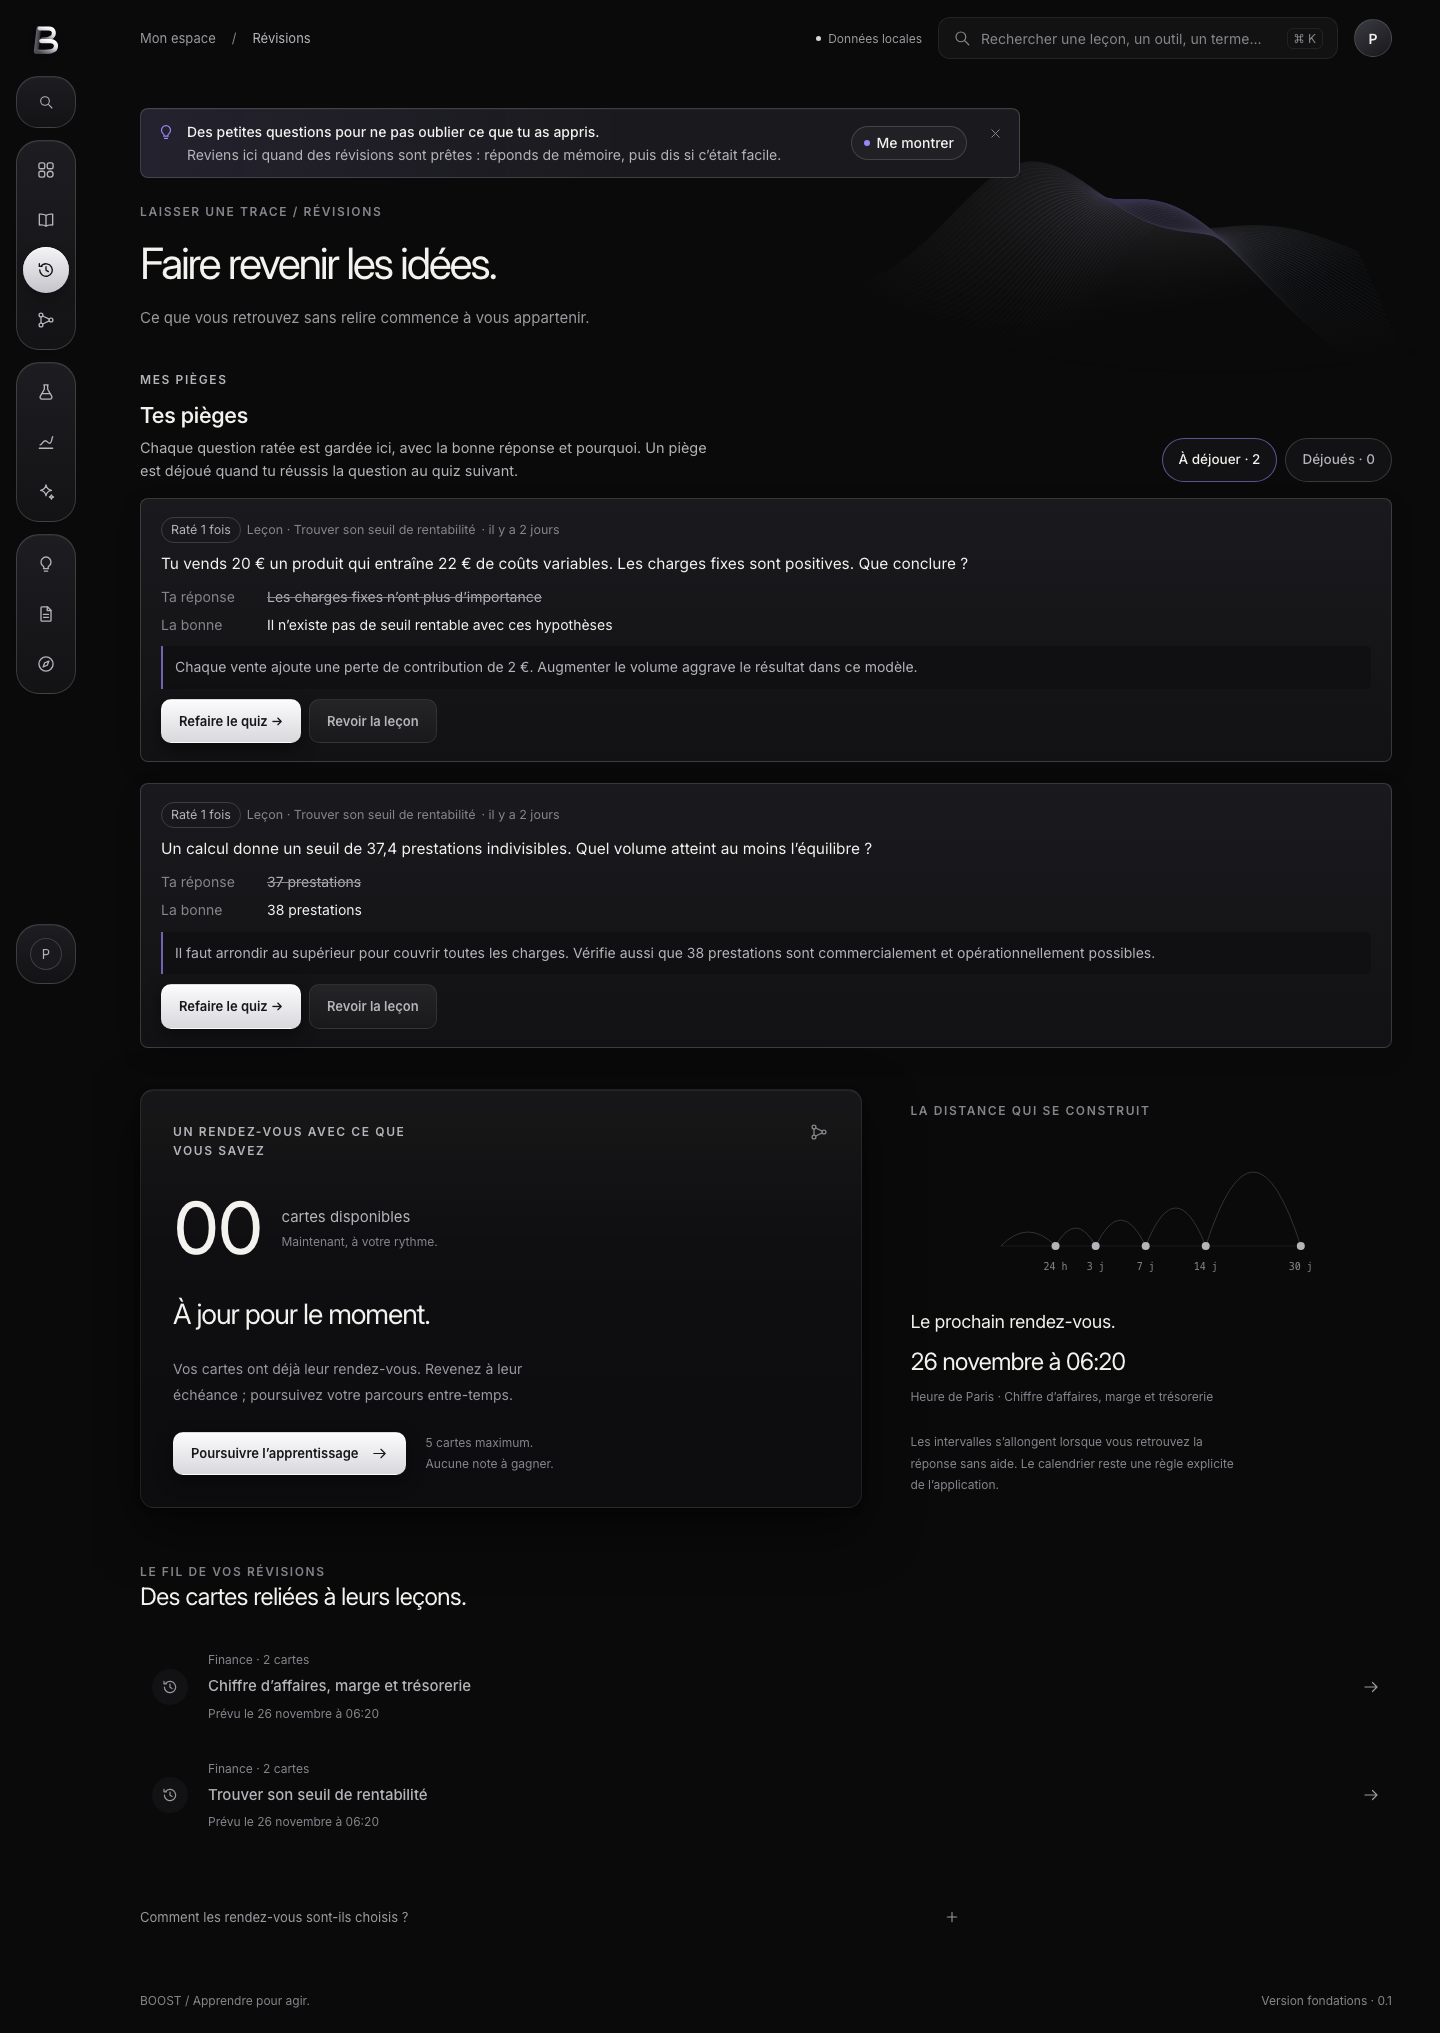 B
Mon espace / Révisions
Données locales
Rechercher une leçon, un outil, un terme...
⌘ K
P
Des petites questions pour ne pas oublier ce que tu as appris.
Reviens ici quand des révisions sont prêtes : réponds de mémoire, puis dis si c’était facile.
Me montrer
LAISSER UNE TRACE / RÉVISIONS
Faire revenir les idées.
Ce que vous retrouvez sans relire commence à vous appartenir.
MES PIÈGES
Tes pièges
Chaque question ratée est gardée ici, avec la bonne réponse et pourquoi. Un piège
est déjoué quand tu réussis la question au quiz suivant.
À déjouer · 2
Déjoués · 0
Raté 1 fois Leçon · Trouver son seuil de rentabilité · il y a 2 jours
Tu vends 20 € un produit qui entraîne 22 € de coûts variables. Les charges fixes sont positives. Que conclure ?
Ta réponse Les charges fixes n’ont plus d’importance
La bonne Il n’existe pas de seuil rentable avec ces hypothèses
Chaque vente ajoute une perte de contribution de 2 €. Augmenter le volume aggrave le résultat dans ce modèle.
Refaire le quiz →
Revoir la leçon
Raté 1 fois Leçon · Trouver son seuil de rentabilité · il y a 2 jours
Un calcul donne un seuil de 37,4 prestations indivisibles. Quel volume atteint au moins l’équilibre ?
Ta réponse 37 prestations
La bonne 38 prestations
Il faut arrondir au supérieur pour couvrir toutes les charges. Vérifie aussi que 38 prestations sont commercialement et opérationnellement possibles.
Refaire le quiz →
Revoir la leçon
P
UN RENDEZ-VOUS AVEC CE QUE
VOUS SAVEZ
00
cartes disponibles
Maintenant, à votre rythme.
À jour pour le moment.
Vos cartes ont déjà leur rendez-vous. Revenez à leur
échéance ; poursuivez votre parcours entre-temps.
Poursuivre l’apprentissage →
5 cartes maximum.
Aucune note à gagner.
LA DISTANCE QUI SE CONSTRUIT
24 h 3 j 7 j 14 j 30 j
Le prochain rendez-vous.
26 novembre à 06:20
Heure de Paris · Chiffre d’affaires, marge et trésorerie
Les intervalles s’allongent lorsque vous retrouvez la
réponse sans aide. Le calendrier reste une règle explicite
de l’application.
LE FIL DE VOS RÉVISIONS
Des cartes reliées à leurs leçons.
Finance · 2 cartes
Chiffre d’affaires, marge et trésorerie
Prévu le 26 novembre à 06:20
Finance · 2 cartes
Trouver son seuil de rentabilité
Prévu le 26 novembre à 06:20
Comment les rendez-vous sont-ils choisis ?
BOOST / Apprendre pour agir.
Version fondations · 0.1